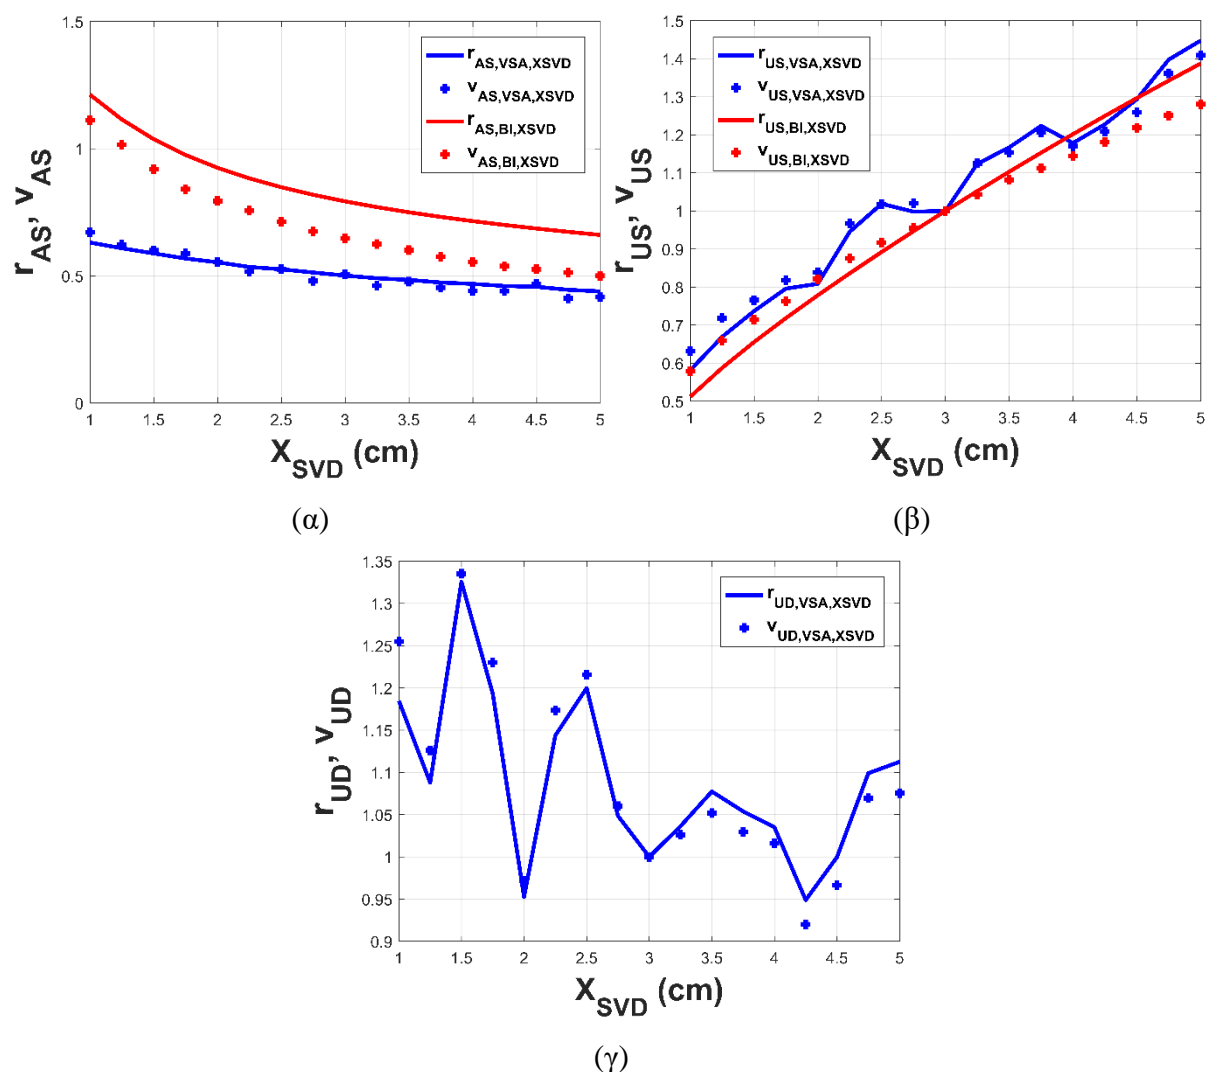 1.5
1
0.5
0
r_AS, v_AS
r_AS,VSA,XSVD
v_AS,VSA,XSVD
r_AS,BI,XSVD
v_AS,BI,XSVD
1 1.5 2 2.5 3 3.5 4 4.5 5
X_SVD (cm)
(α)
1.5
1.4
1.3
1.2
1.1
1
0.9
0.8
0.7
0.6
0.5
r_US, v_US
r_US,VSA,XSVD
v_US,VSA,XSVD
r_US,BI,XSVD
v_US,BI,XSVD
1 1.5 2 2.5 3 3.5 4 4.5 5
X_SVD (cm)
(β)
1.35
1.3
1.25
1.2
1.15
1.1
1.05
1
0.95
0.9
r_UD, v_UD
r_UD,VSA,XSVD
v_UD,VSA,XSVD
1 1.5 2 2.5 3 3.5 4 4.5 5
X_SVD (cm)
(γ)